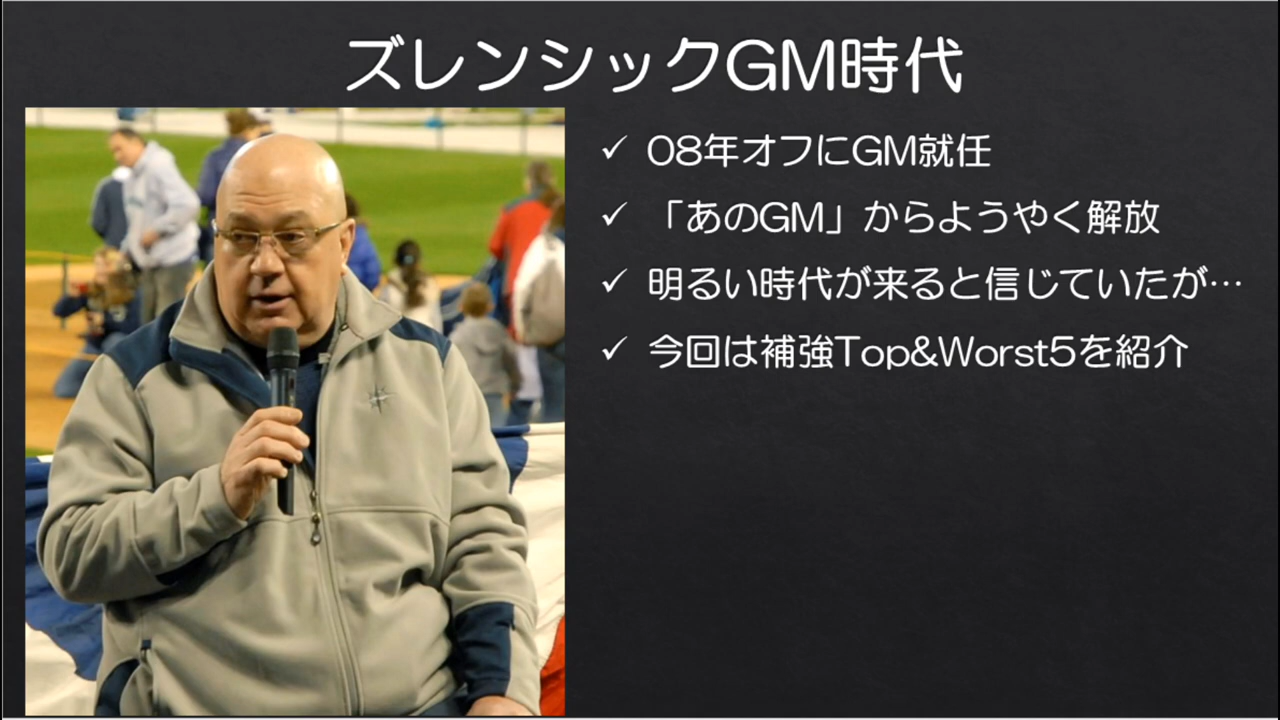 ズレンシックGM時代
✓ 08年オフにGM就任
✓ 「あのGM」からようやく解放
✓ 明るい時代が来ると信じていたが…
✓ 今回は補強Top&Worst5を紹介